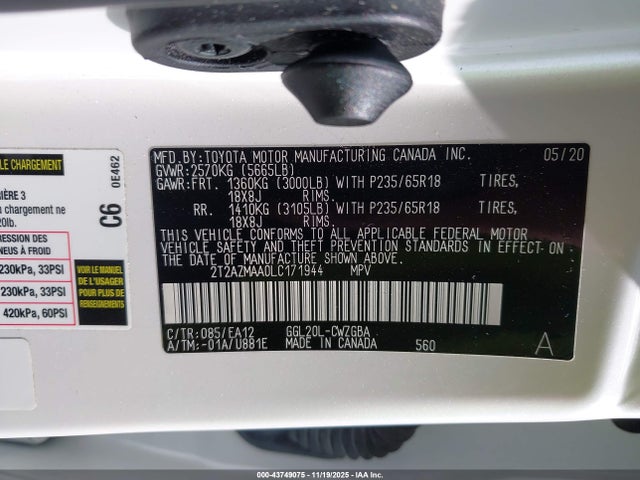 LE CHARGEMENT
0E462
C6
IÈRE 3
n chargement ne
20lb.
RESSION DES
NEUS À FROID
230kPa, 33PSI
230kPa, 33PSI
420kPa, 60PSI
VOIR LE MANUEL
DE L'USAGER
POUR PLUS DE
RENSEIGNEMENTS
MFD.BY:TOYOTA MOTOR MANUFACTURING CANADA INC. 05/20
GVWR:2570KG (5665LB)
GAWR:FRT. 1360KG (3000LB)WITH P235/65R18 TIRES,
18X8J RIMS.
RR. 1410KG (3105LB)WITH P235/65R18 TIRES,
18X8J RIMS.
THIS VEHICLE CONFORMS TO ALL APPLICABLE FEDERAL MOTOR
VEHICLE SAFETY AND THEFT PREVENTION STANDARDS IN EFFECT ON
THE DATE OF MANUFACTURE SHOWN ABOVE.
2T2AZMAA0LC171944 MPV
C/TR:085/EA12 GGL20L-CWZGBA
A/TM:-01A/U881E MADE IN CANADA 560 A
000-43749075 - 11/19/2025 - IAA Inc.